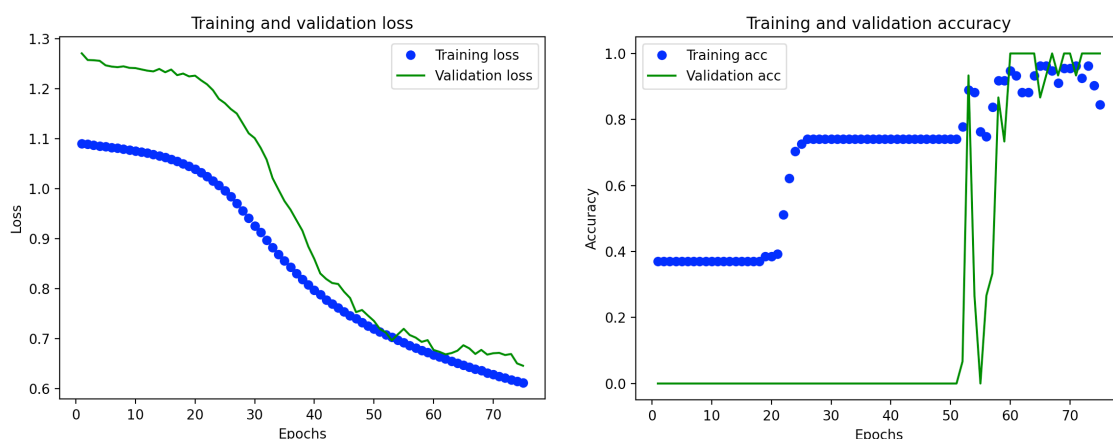 Training and validation loss
1.3
1.2
1.1
1.0
0.9
0.8
0.7
0.6
Loss
Training loss
Validation loss
0 10 20 30 40 50 60 70
Epochs
Training and validation accuracy
1.0
0.8
0.6
0.4
0.2
0.0
Accuracy
Training acc
Validation acc
0 10 20 30 40 50 60 70
Epochs